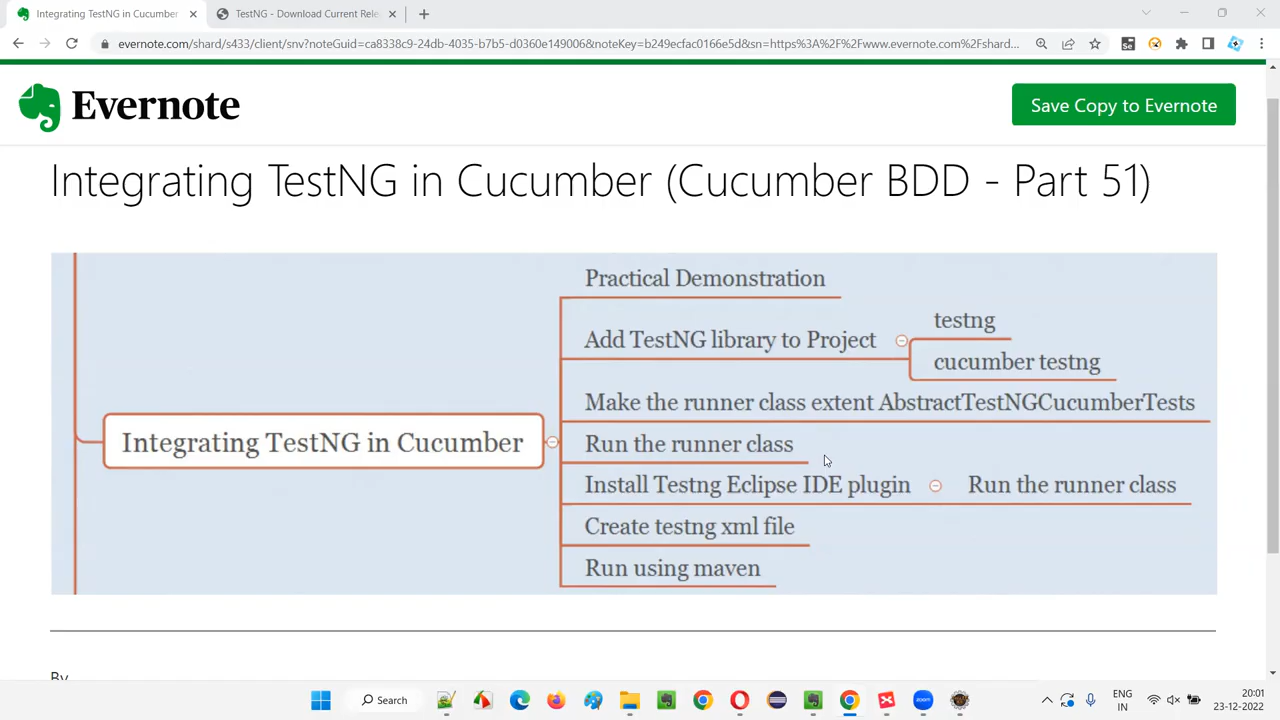 Integrating TestNG in Cucumber
TestNG - Download Current Rele
evernote.com/shard/s433/client/snv?noteGuid=ca8338c9-24db-e235-b7b5-d036e149006&noteKey=b249ecfac0166e5d&sn=https%3A%2F%2Fwww.evernote.com%2Fshard...
Evernote
Save Copy to Evernote
Integrating TestNG in Cucumber (Cucumber BDD - Part 51)
Practical Demonstration
testng
Add TestNG library to Project
cucumber testng
Make the runner class extent AbstractTestNGCucumberTests
Integrating TestNG in Cucumber
Run the runner class
Install Testng Eclipse IDE plugin
Run the runner class
Create testng xml file
Run using maven
By
Search
zoom
ENG
IN
20:01
23-12-2022